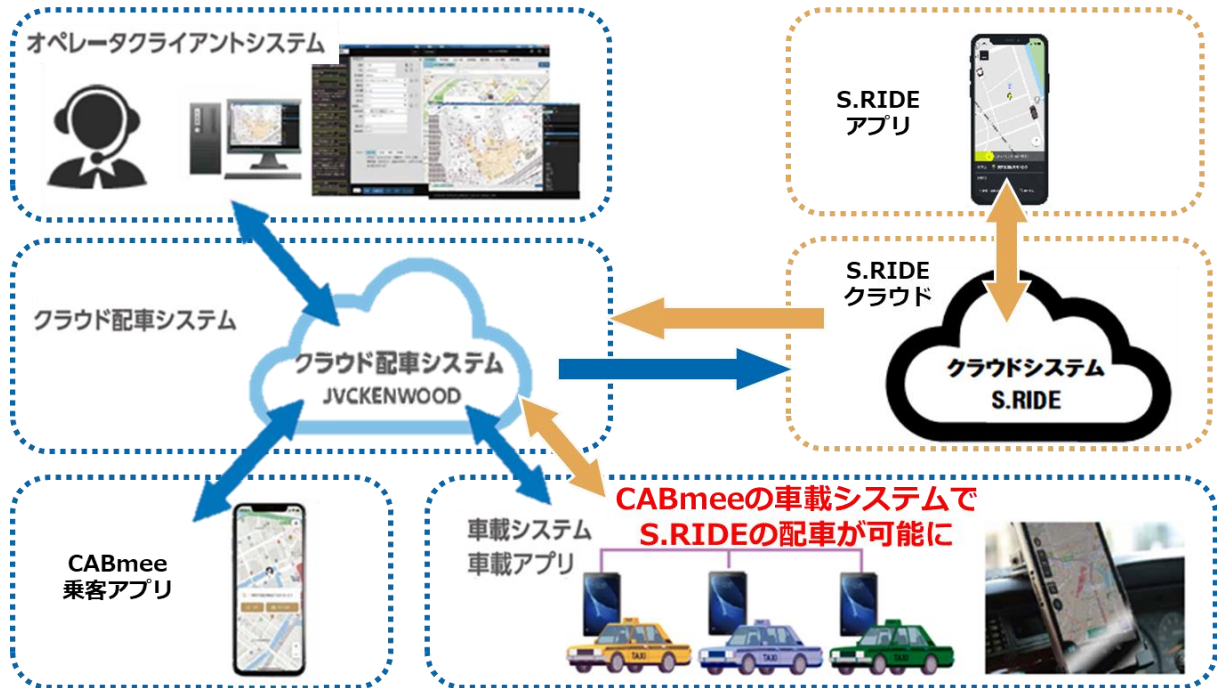 オペレータクライアントシステム
S.RIDE
アプリ
クラウド配車システム
クラウド配車システム
JVCKENWOOD
S.RIDE
クラウド
クラウドシステム
S.RIDE
CABmee
乗客アプリ
車載システム
車載アプリ
CABmeeの車載システムで
S.RIDEの配車が可能に
TAXI
TAXI
TAXI